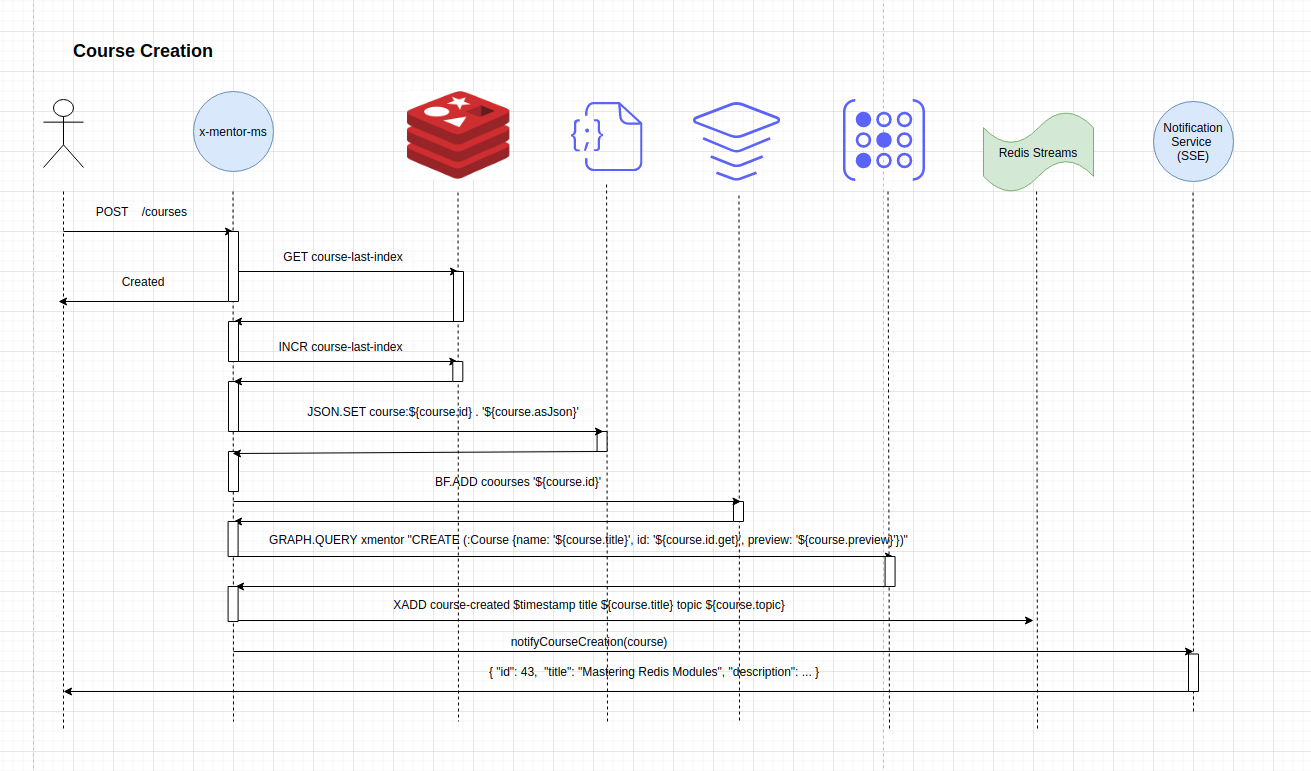 Course Creation
x-mentor-ms
{;}
Redis Streams
Notification
Service
(SSE)
POST /courses
GET course-last-index
Created
INCR course-last-index
JSON.SET course:${course.id} . '${course.asJson}'
BF.ADD coourses '${course.id}'
GRAPH.QUERY xmentor "CREATE (:Course {name: '${course.title}', id: '${course.id.get}', preview: '${course.preview}'})"
XADD course-created $timestamp title ${course.title} topic ${course.topic}
notifyCourseCreation(course)
{ "id": 43, "title": "Mastering Redis Modules", "description": ... }